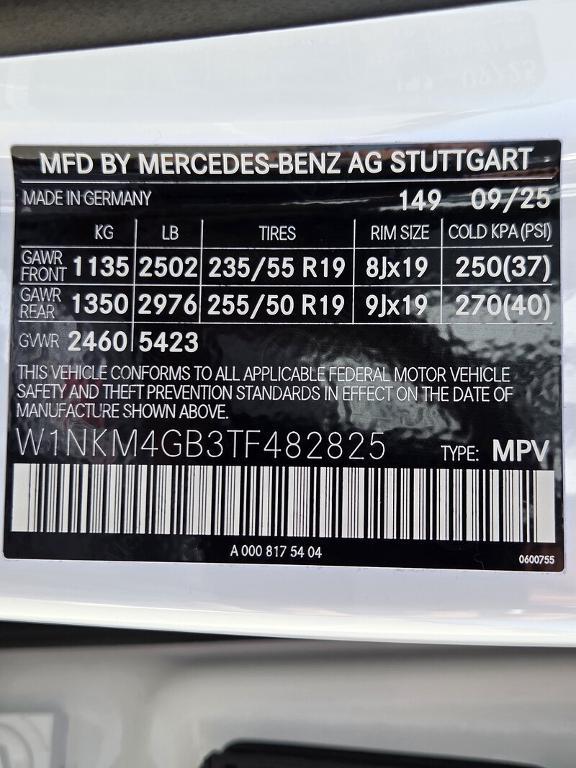 MFD BY MERCEDES-BENZ AG STUTTGART
MADE IN GERMANY 149 09/25
KG LB TIRES RIM SIZE COLD KPA (PSI)
GAWR FRONT 1135 2502 235/55 R19 8Jx19 250(37)
GAWR REAR 1350 2976 255/50 R19 9Jx19 270(40)
GVWR 2460 5423
THIS VEHICLE CONFORMS TO ALL APPLICABLE FEDERAL MOTOR VEHICLE
SAFETY AND THEFT PREVENTION STANDARDS IN EFFECT ON THE DATE OF
MANUFACTURE SHOWN ABOVE.
W1NKM4GB3TF482825 TYPE: MPV
A 000 817 54 04
0600755